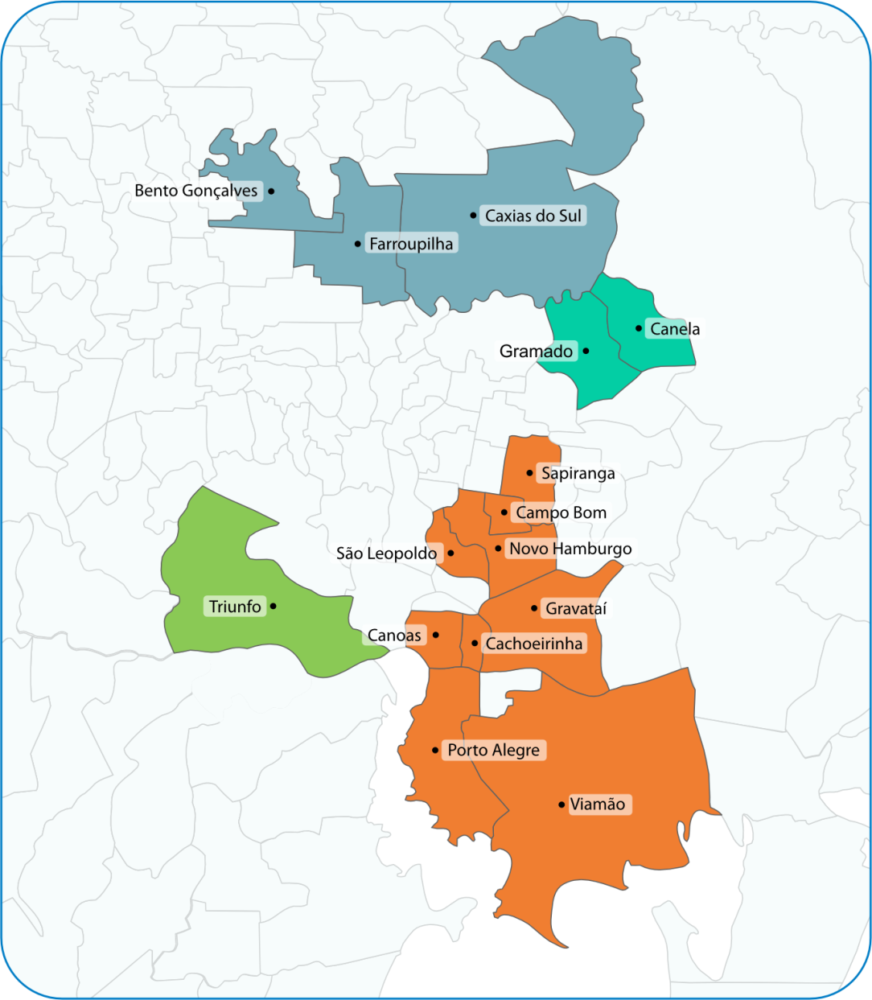 Bento Gonçalves
Caxias do Sul
Farroupilha
Canela
Gramado
Sapiranga
Campo Bom
Novo Hamburgo
São Leopoldo
Triunfo
Gravataí
Canoas
Cachoeirinha
Porto Alegre
Viamão